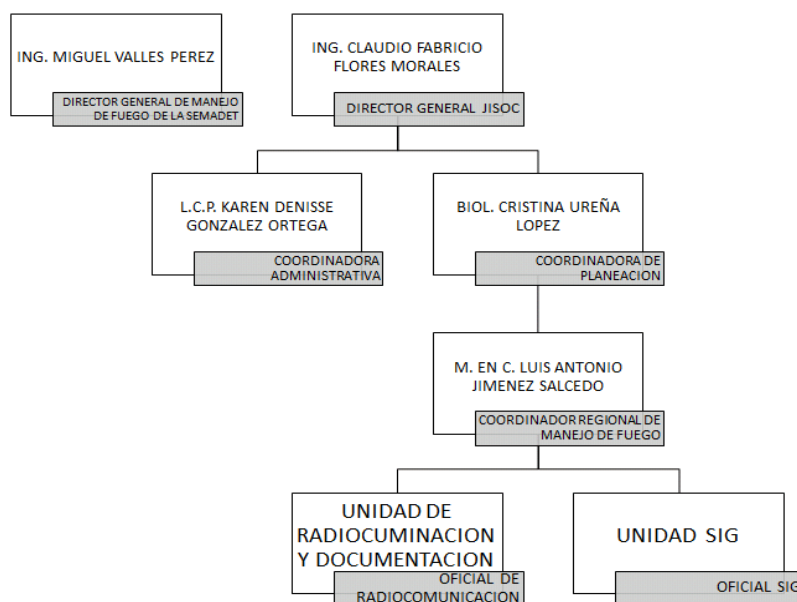 ING. MIGUEL VALLES PEREZ
DIRECTOR GENERAL DE MANEJO
DE FUEGO DE LA SEMADET
ING. CLAUDIO FABRICIO
FLORES MORALES
DIRECTOR GENERAL JISOC
L.C.P. KAREN DENISSE
GONZALEZ ORTEGA
COORDINADORA
ADMINISTRATIVA
BIOL. CRISTINA UREÑA
LOPEZ
COORDINADORA DE
PLANEACION
M. EN C. LUIS ANTONIO
JIMENEZ SALCEDO
COORDINADOR REGIONAL DE
MANEJO DE FUEGO
UNIDAD DE
RADIOCUMINACION
Y DOCUMENTACION
OFICIAL DE
RADIOCOMUNICACIÓN
UNIDAD SIG
OFICIAL SIG